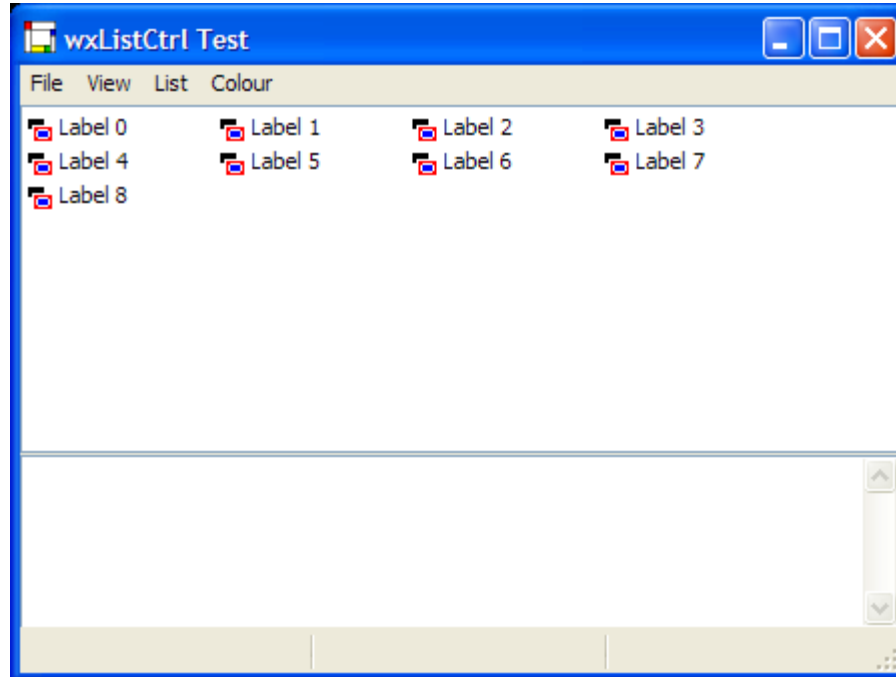 wxListCtrl Test
File View List Colour
Label 0 Label 1 Label 2 Label 3
Label 4 Label 5 Label 6 Label 7
Label 8